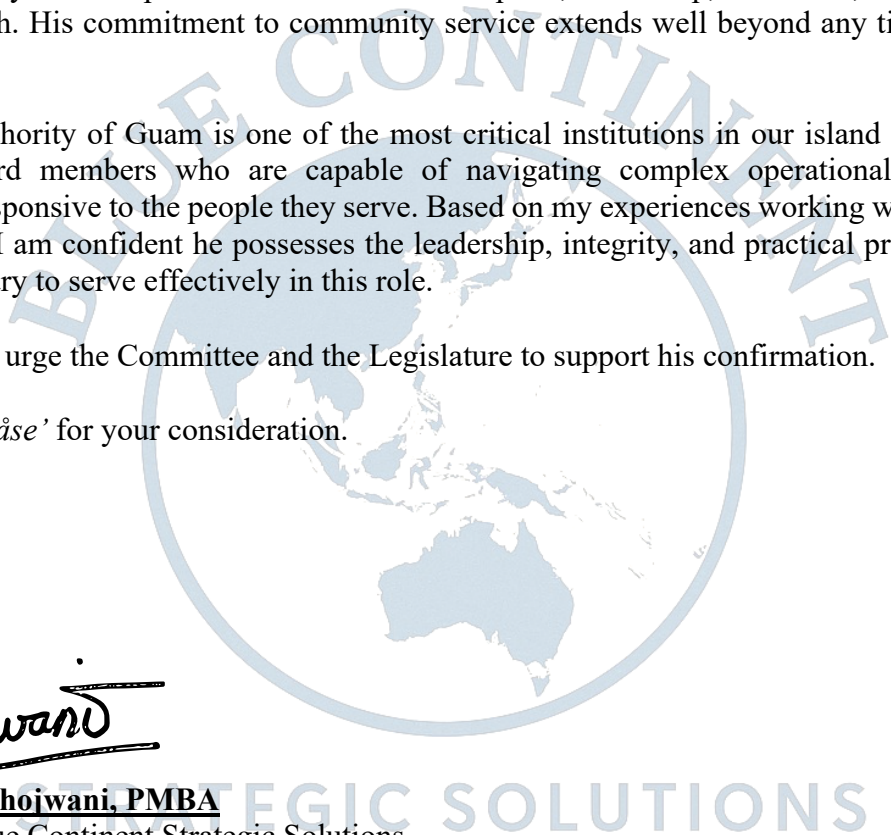 h. His commitment to community service extends well beyond any ti
hority of Guam is one of the most critical institutions in our island
rd members who are capable of navigating complex operational
sponsive to the people they serve. Based on my experiences working w
I am confident he possesses the leadership, integrity, and practical pr
ry to serve effectively in this role.
urge the Committee and the Legislature to support his confirmation.
åse’ for your consideration.
wani
hojwani, PMBA
ue Continent Strategic Solutions
BLUE CONTINENT
STRATEGIC SOLUTIONS